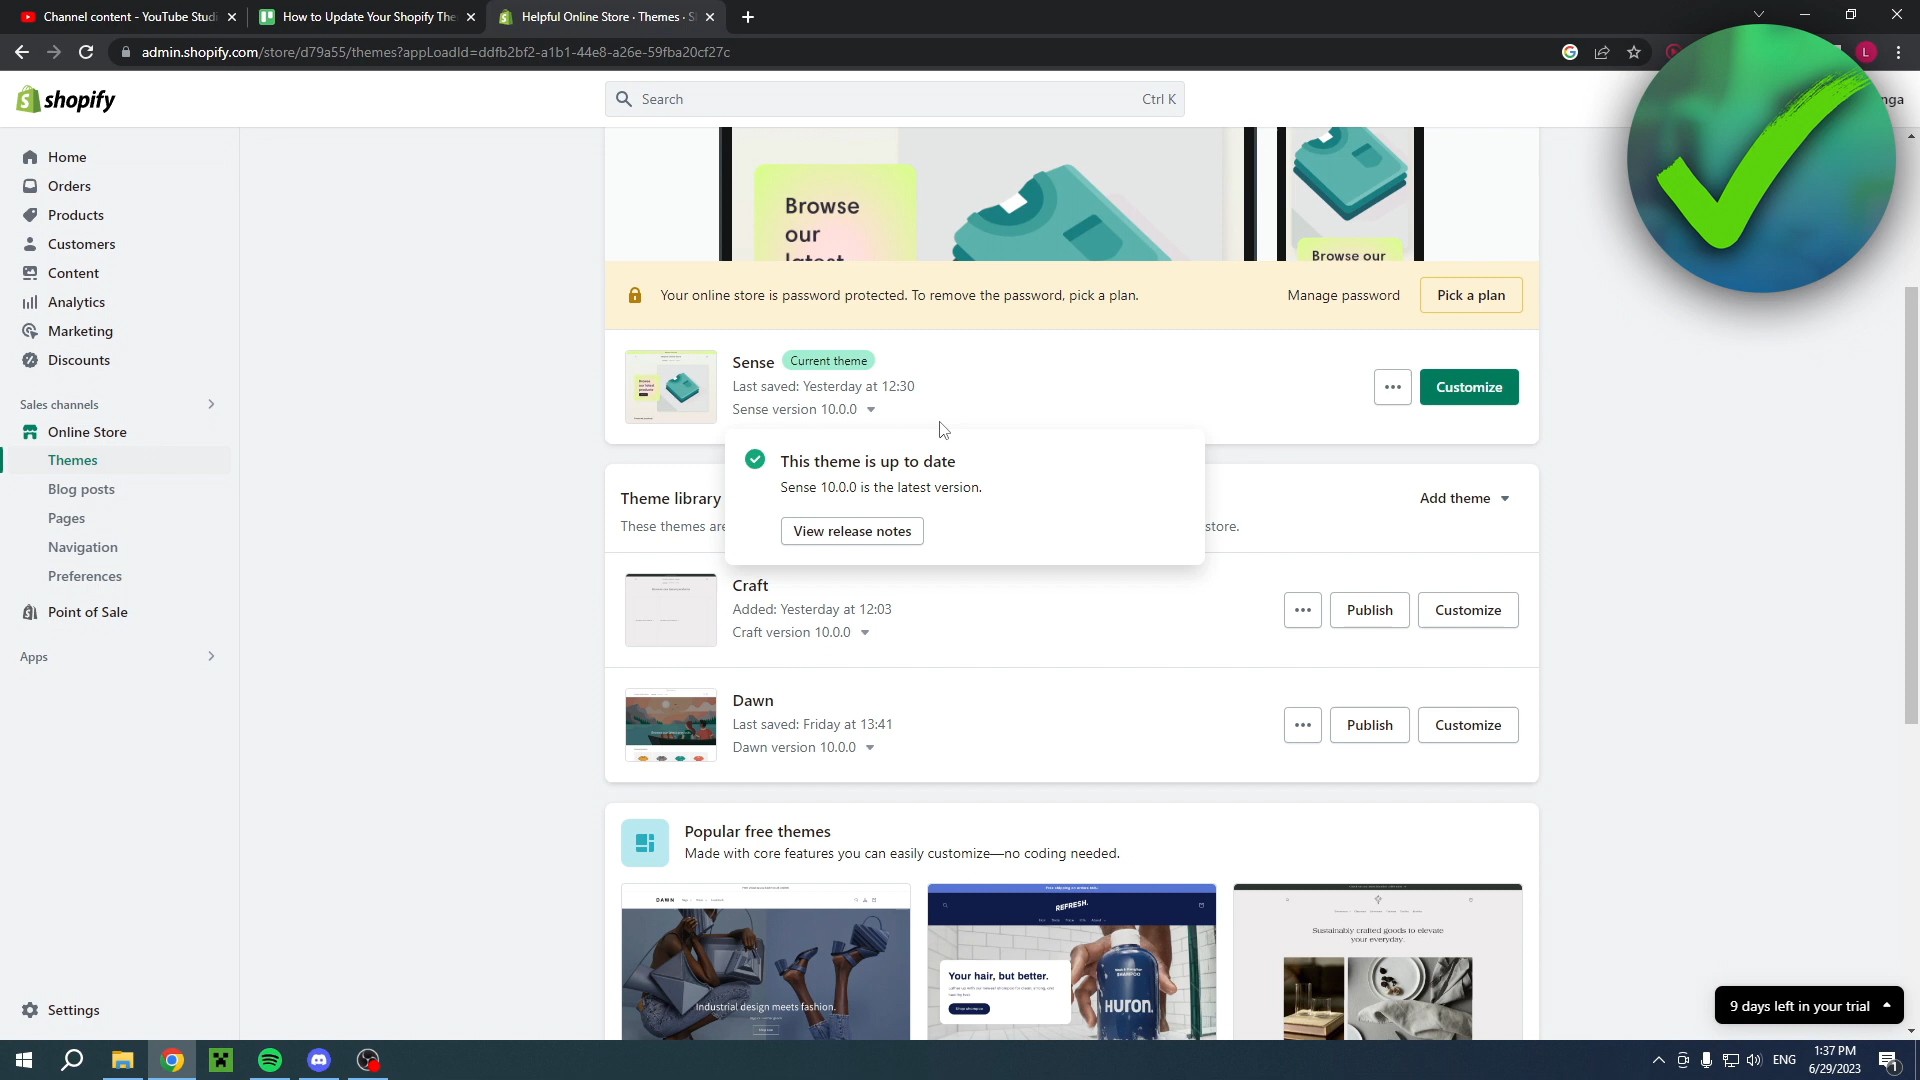 Channel content - YouTube Studi
How to Update Your Shopify The
Helpful Online Store · Themes · S
admin.shopify.com/store/d79a55/themes?appLoadId=ddfb2bf2-a1b1-44e8-a26e-59fba20cf27c
L
shopify
Search
Ctrl K
nga
Home
Orders
Products
Customers
Content
Analytics
Marketing
Discounts
Sales channels
Online Store
Themes
Blog posts
Pages
Navigation
Preferences
Point of Sale
Apps
Settings
Browse
our
latest
Browse our
Your online store is password protected. To remove the password, pick a plan.
Manage password
Pick a plan
Sense
Current theme
Last saved: Yesterday at 12:30
Sense version 10.0.0
Customize
This theme is up to date
Sense 10.0.0 is the latest version.
View release notes
Theme library
Add theme
These themes are
store.
Craft
Added: Yesterday at 12:03
Craft version 10.0.0
Publish
Customize
Dawn
Last saved: Friday at 13:41
Dawn version 10.0.0
Publish
Customize
Popular free themes
Made with core features you can easily customize—no coding needed.
DAWN
Industrial design meets fashion.
REFRESH.
Your hair, but better.
HURON.
SHAMPOO
Sustainably crafted goods to elevate
your everyday.
9 days left in your trial
ENG
1:37 PM
6/29/2023
1